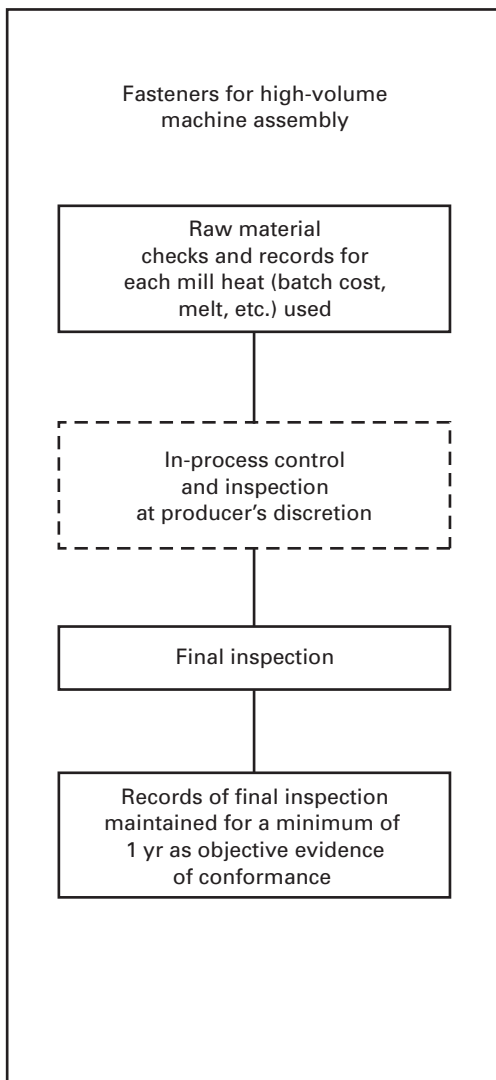 Fasteners for high-volume
machine assembly
Raw material
checks and records for
each mill heat (batch cost,
melt, etc.) used
In-process control
and inspection
at producer’s discretion
Final inspection
Records of final inspection
maintained for a minimum of
1 yr as objective evidence
of conformance